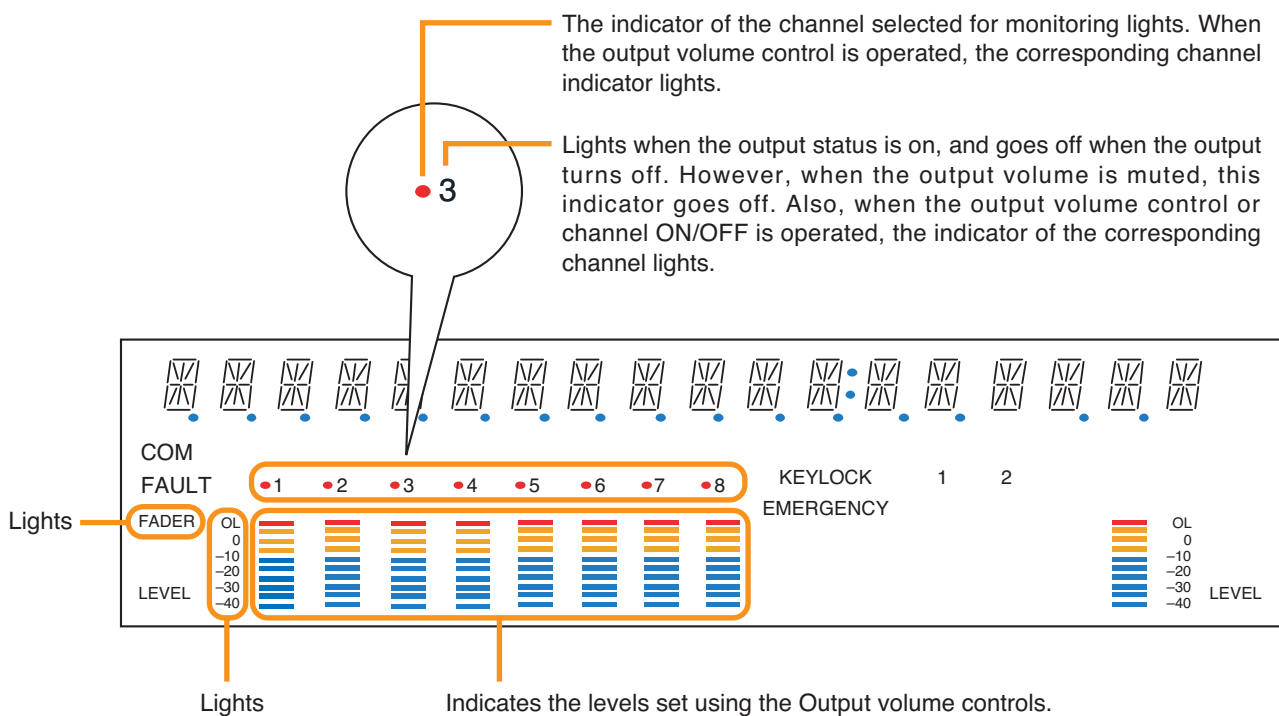 The indicator of the channel selected for monitoring lights. When
the output volume control is operated, the corresponding channel
indicator lights.
Lights when the output status is on, and goes off when the output
turns off. However, when the output volume is muted, this
indicator goes off. Also, when the output volume control or
channel ON/OFF is operated, the indicator of the corresponding
channel lights.
3
COM
FAULT
1 2 3 4 5 6 7 8
KEYLOCK 1 2
EMERGENCY
Lights
FADER
OL
0
–10
–20
–30
–40
LEVEL
OL
0
–10
–20
–30
–40
LEVEL
Lights
Indicates the levels set using the Output volume controls.